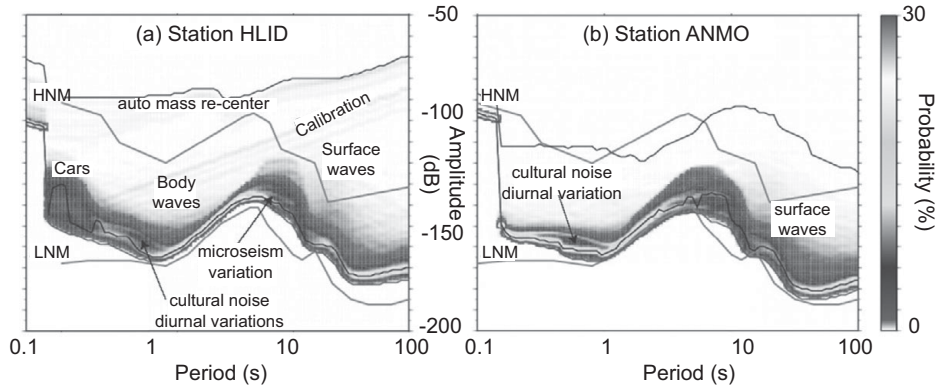 (a) Station HLID
HNM
auto mass re-center
Calibration
Cars
Body
waves
Surface
waves
LNM
microseism
variation
cultural noise
diurnal variations
0.1
1
10
100
Period (s)
-50
-100
-150
-200
Amplitude
(dB)
(b) Station ANMO
HNM
cultural noise
diurnal variation
surface
waves
LNM
0.1
1
10
100
Period (s)
30
0
Probability (%)